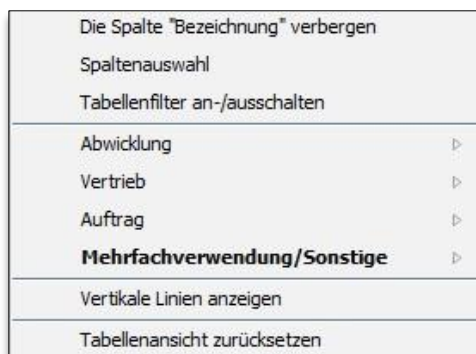 Die Spalte "Bezeichnung" verbergen
Spaltenauswahl
Tabellenfilter an-/ausschalten
Abwicklung
Vertrieb
Auftrag
Mehrfachverwendung/Sonstige
Vertikale Linien anzeigen
Tabellenansicht zurücksetzen